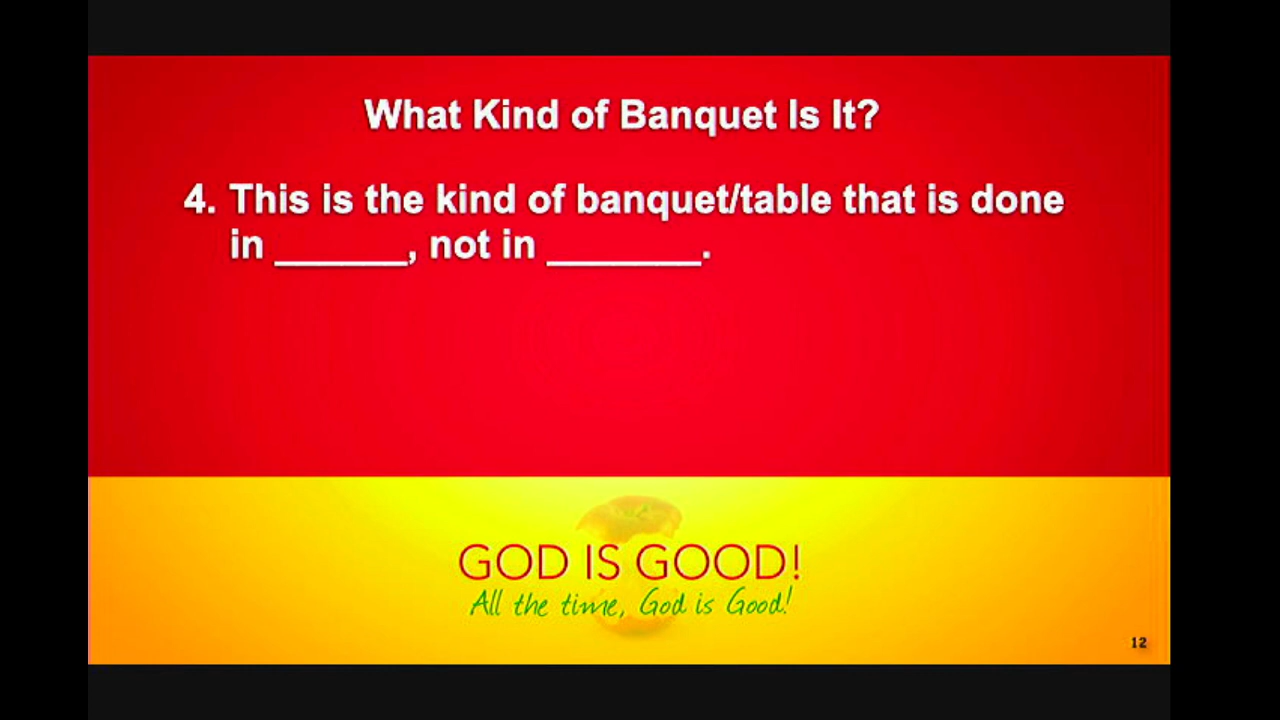 What Kind of Banquet Is It?
4. This is the kind of banquet/table that is done
in ______, not in _______.
GOD IS GOOD!
All the time, God is Good!
12